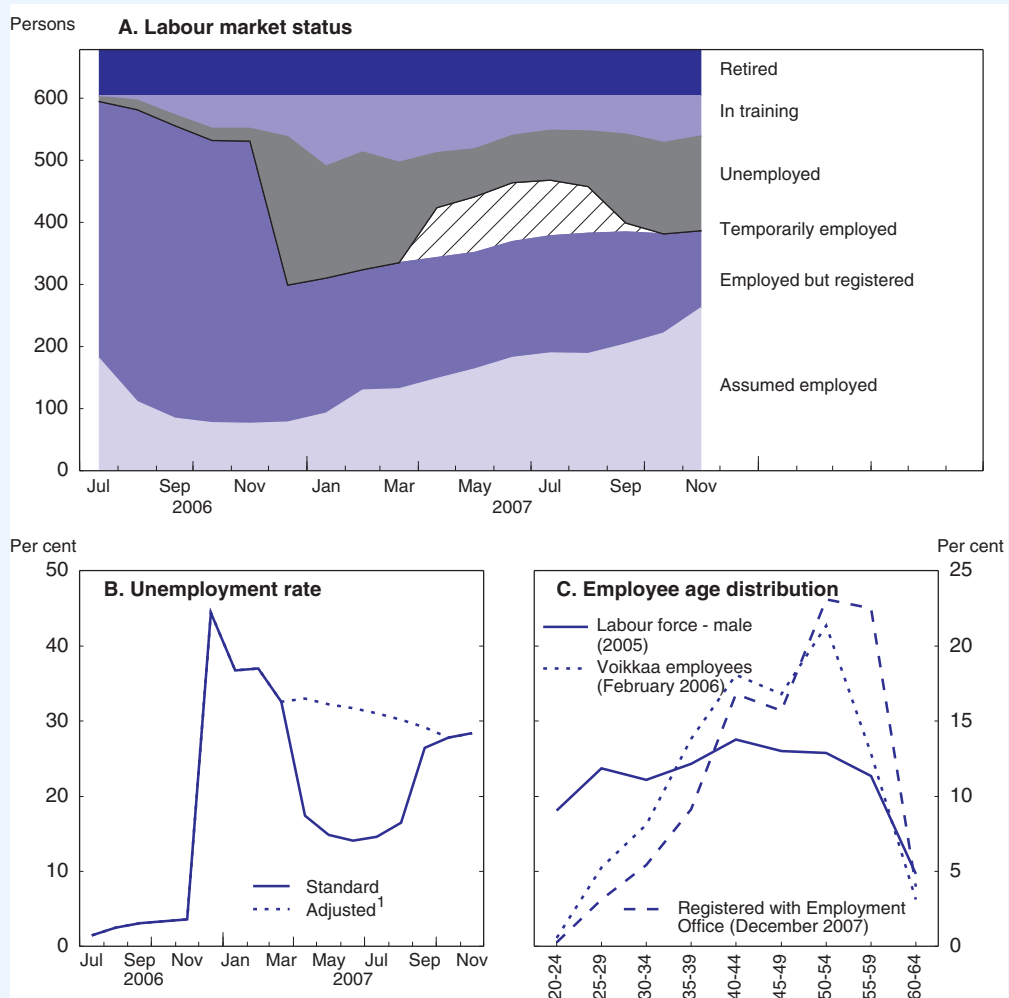 Persons
A. Labour market status
600
500
400
300
200
100
0
Retired
In training
Unemployed
Temporarily employed
Employed but registered
Assumed employed
Jul Sep Nov Jan Mar May Jul Sep Nov
2006 2007
Per cent
B. Unemployment rate
50
40
30
20
10
0
Standard
Adjusted1
Jul Sep Nov Jan Mar May Jul Sep Nov
2006 2007
Per cent
C. Employee age distribution
25
20
15
10
5
0
Labour force - male
(2005)
Voikkaa employees
(February 2006)
Registered with Employment
Office (December 2007)
20-24
25-29
30-34
35-39
40-44
45-49
50-54
55-59
60-64